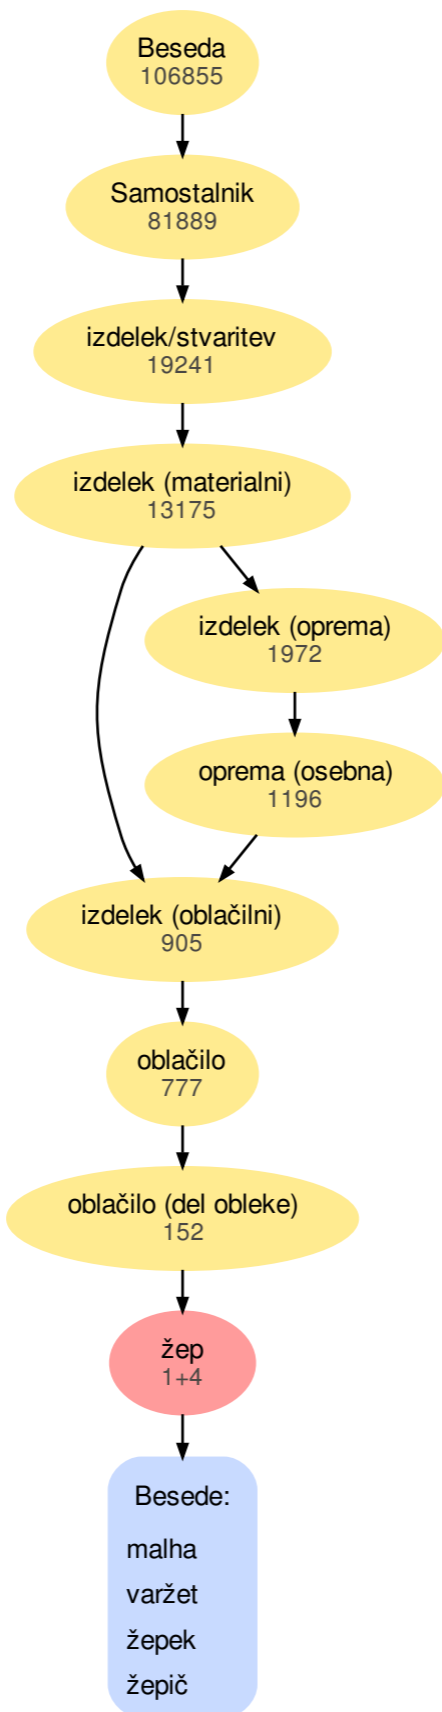 Beseda
106855
Samostalnik
81889
izdelek/stvaritev
19241
izdelek (materialni)
13175
izdelek (oprema)
1972
oprema (osebna)
1196
izdelek (oblačilni)
905
oblačilo
777
oblačilo (del obleke)
152
žep
1+4
Besede:
malha
varžet
žepek
žepič